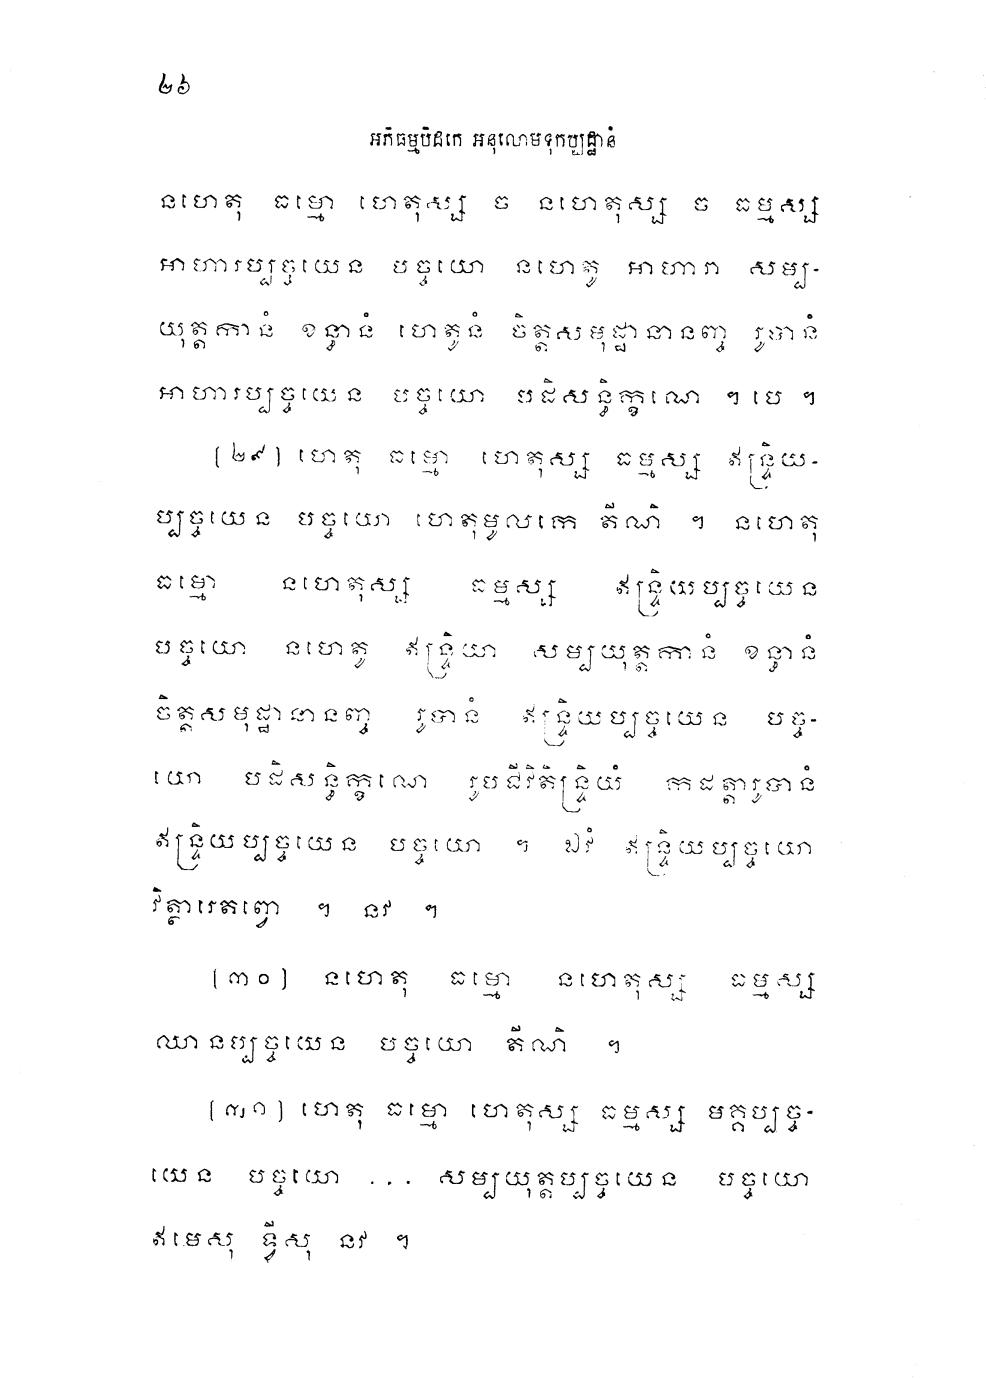 ២៦
អភិធម្មបិដកេ អនុលោមទុកប្បដ្ឋានំ
នហេតុ ធម្មោ ហេតុស្ស ច នហេតុស្ស ច ធម្មស្ស
អាហារប្បច្ចយេន បច្ចយោ នហេតូ អាហារា សម្ប-
យុត្តកានំ ខន្ធានំ ហេតូនំ ចិត្តសមុដ្ឋានានញ្ច រូបានំ
អាហារប្បច្ចយេន បច្ចយោ បដិសន្ធិក្ខណេ ។ បេ ។
[២៩] ហេតុ ធម្មោ ហេតុស្ស ធម្មស្ស ឥន្ទ្រិយ-
ប្បច្ចយេន បច្ចយោ ហេតុមូលកេ តីណិ ។ នហេតុ
ធម្មោ នហេតុស្ស ធម្មស្ស ឥន្ទ្រិយប្បច្ចយេន
បច្ចយោ នហេតូ ឥន្ទ្រិយា សម្បយុត្តកានំ ខន្ធានំ
ចិត្តសមុដ្ឋានានញ្ច រូបានំ ឥន្ទ្រិយប្បច្ចយេន បច្ច-
យោ បដិសន្ធិក្ខណេ រូបជីវិតិន្ទ្រិយំ កដត្តារូបានំ
ឥន្ទ្រិយប្បច្ចយេន បច្ចយោ ។ ឯវំ ឥន្ទ្រិយប្បច្ចយោ
វិត្ថារេតព្វោ ។ នវ ។
[៣០] នហេតុ ធម្មោ នហេតុស្ស ធម្មស្ស
ឈានប្បច្ចយេន បច្ចយោ តីណិ ។
[៣១] ហេតុ ធម្មោ ហេតុស្ស ធម្មស្ស មគ្គប្បច្ច-
យេន បច្ចយោ ... សម្បយុត្តប្បច្ចយេន បច្ចយោ
ឥមេសុ ទ្វីសុ នវ ។